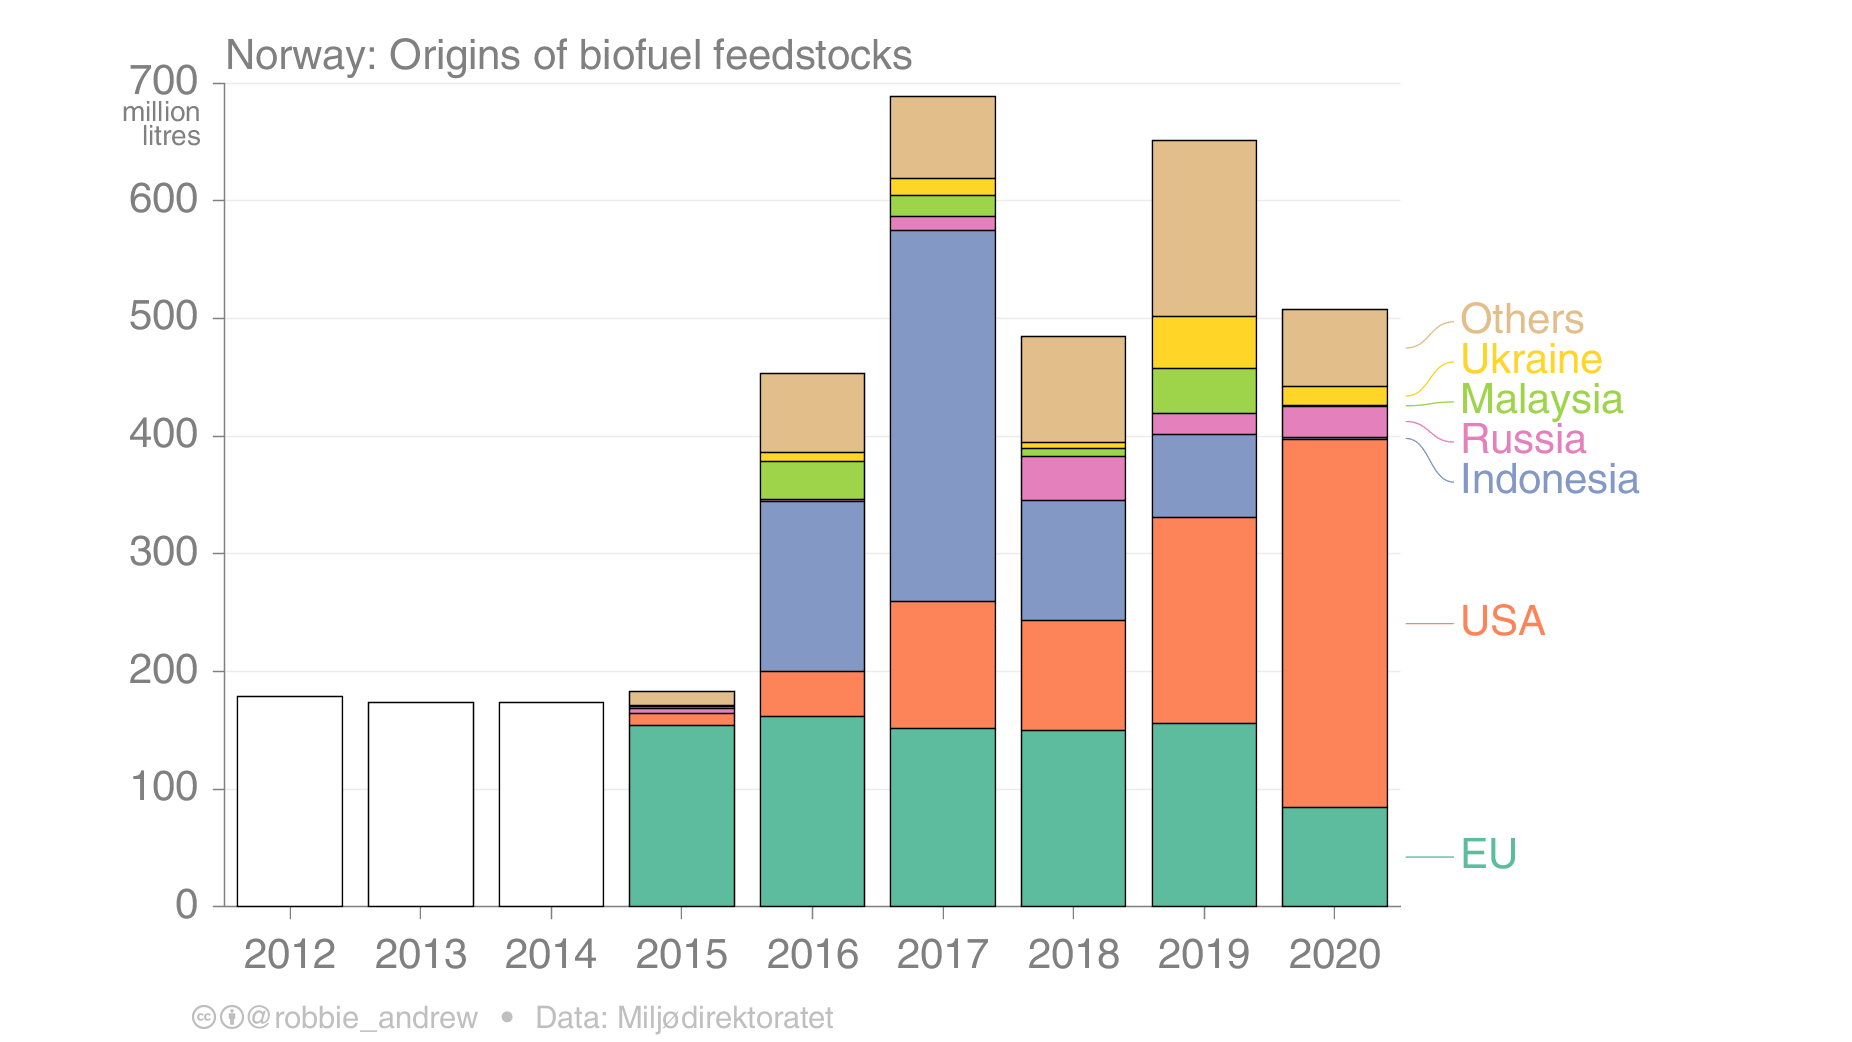 Norway: Origins of biofuel feedstocks
700
million
litres
600
500
400
300
200
100
0
Others
Ukraine
Malaysia
Russia
Indonesia
USA
EU
2012 2013 2014 2015 2016 2017 2018 2019 2020
cc @robbie_andrew • Data: Miljødirektoratet